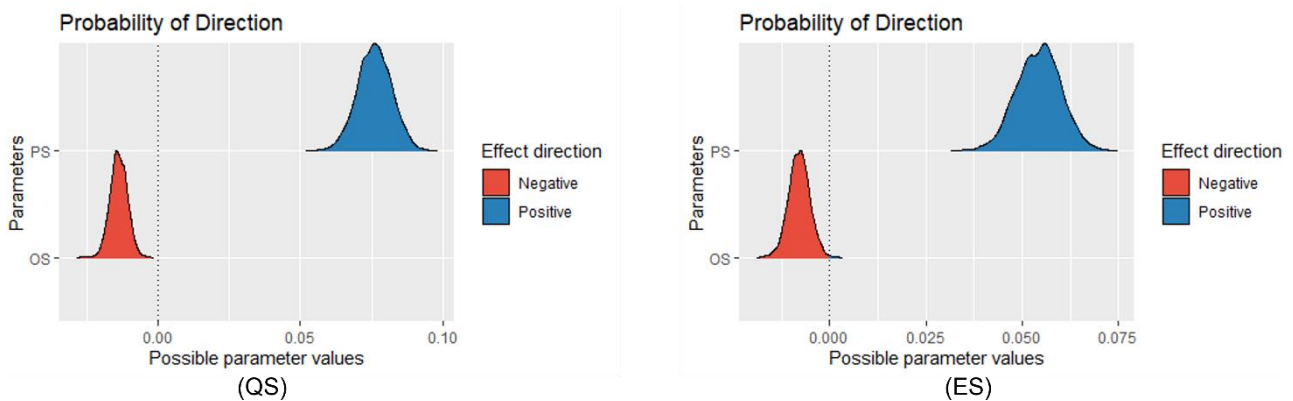 Probability of Direction
Parameters
PS
OS
0.00 0.05 0.10
Possible parameter values
Effect direction
Negative
Positive
(QS)
Probability of Direction
Parameters
PS
OS
0.000 0.025 0.050 0.075
Possible parameter values
Effect direction
Negative
Positive
(ES)